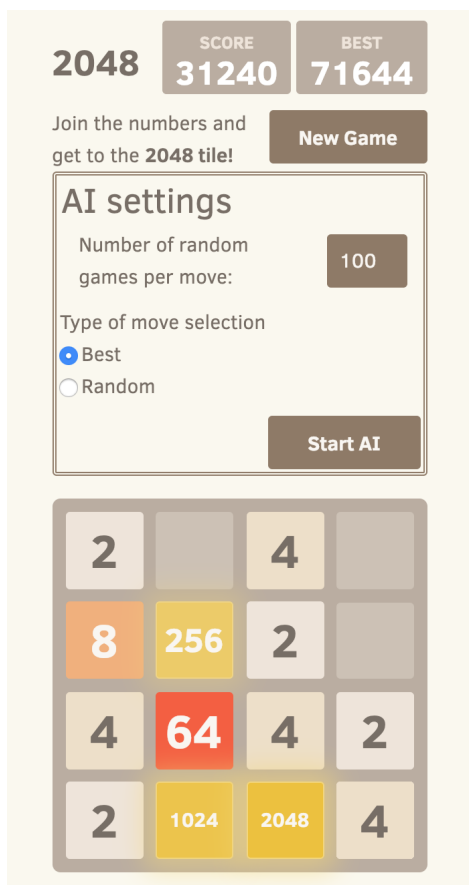 2048
SCORE
31240
BEST
71644
Join the numbers and
get to the 2048 tile!
New Game
AI settings
Number of random
games per move:
100
Type of move selection
Best
Random
Start AI
2 4
8 256 2
4 64 4 2
2 1024 2048 4